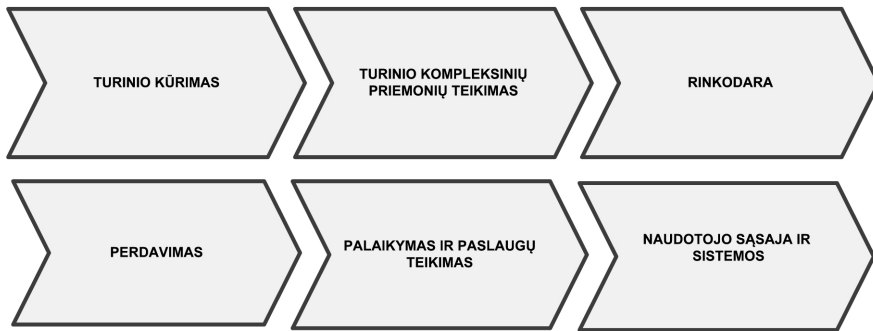 TURINIO KŪRIMAS
TURINIO KOMPLEKSINIŲ
PRIEMONIŲ TEIKIMAS
RINKODARA
PERDAVIMAS
PALAIKYMAS IR PASLAUGŲ
TEIKIMAS
NAUDOTOJO SĄSAJA IR
SISTEMOS